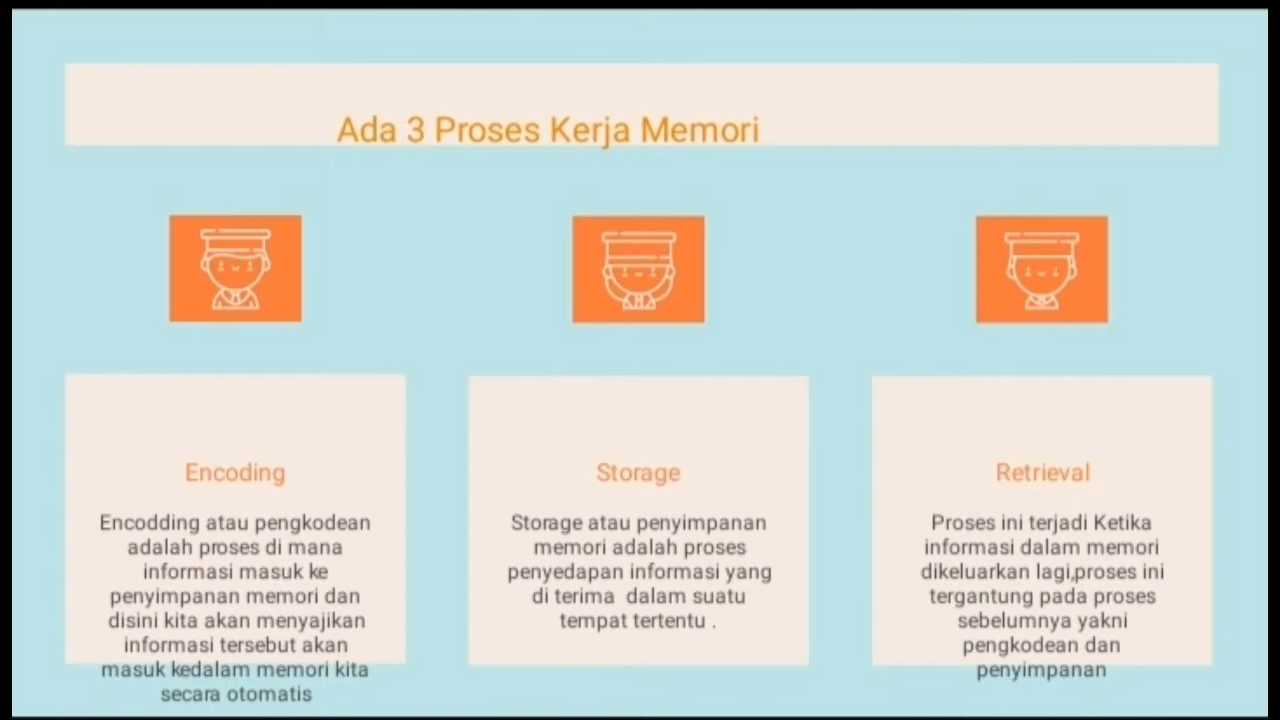 Ada 3 Proses Kerja Memori
Encoding
Encodding atau pengkodean
adalah proses di mana
informasi masuk ke
penyimpanan memori dan
disini kita akan menyajikan
informasi tersebut akan
masuk kedalam memori kita
secara otomatis
Storage
Storage atau penyimpanan
memori adalah proses
penyedapan informasi yang
di terima dalam suatu
tempat tertentu .
Retrieval
Proses ini terjadi Ketika
informasi dalam memori
dikeluarkan lagi,proses ini
tergantung pada proses
sebelumnya yakni
pengkodean dan
penyimpanan